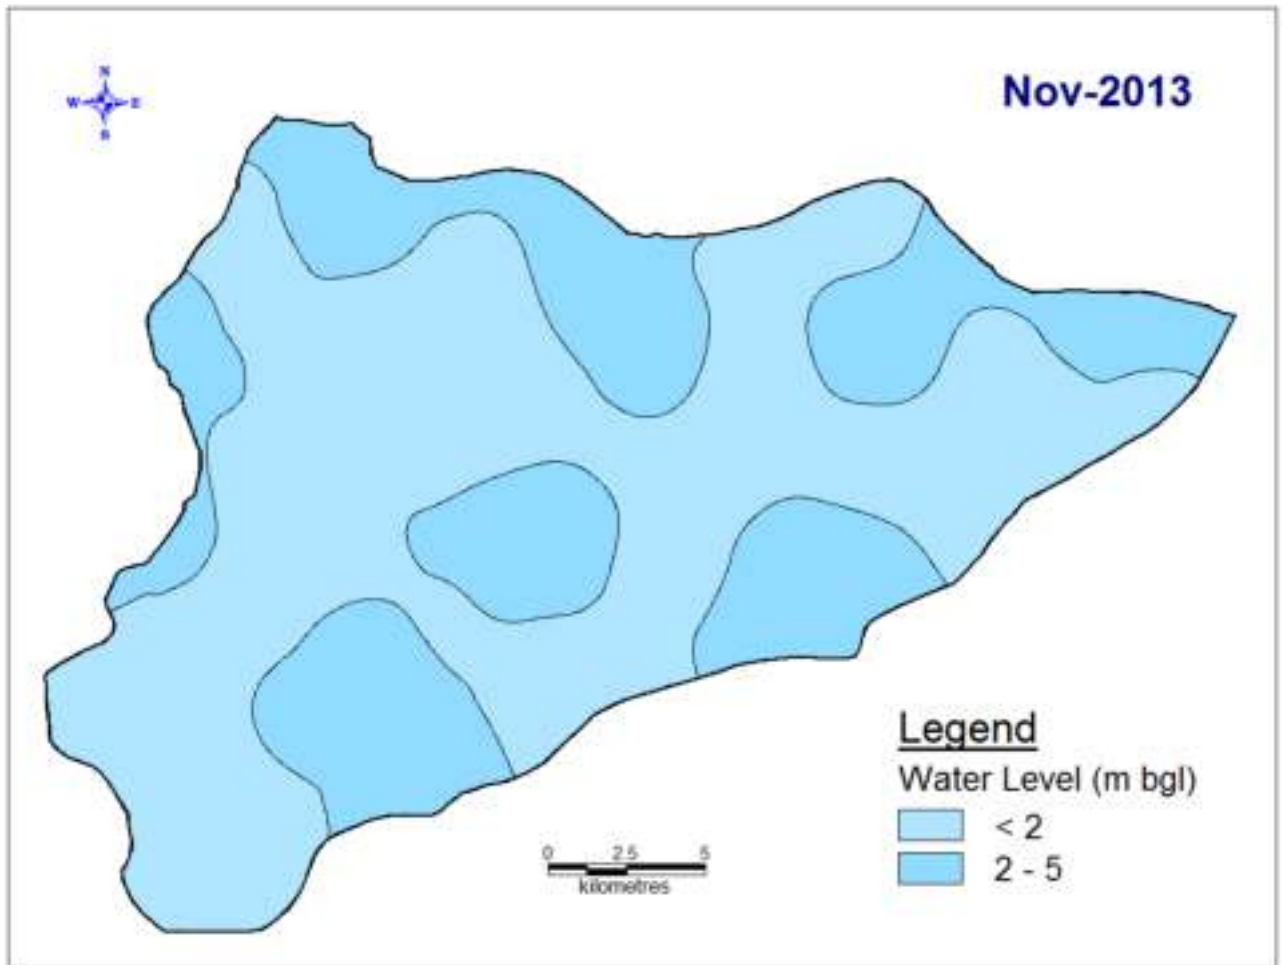 N
W E
S
Nov-2013
Legend
Water Level (m bgl)
< 2
2 - 5
0 2.5 5
kilometres